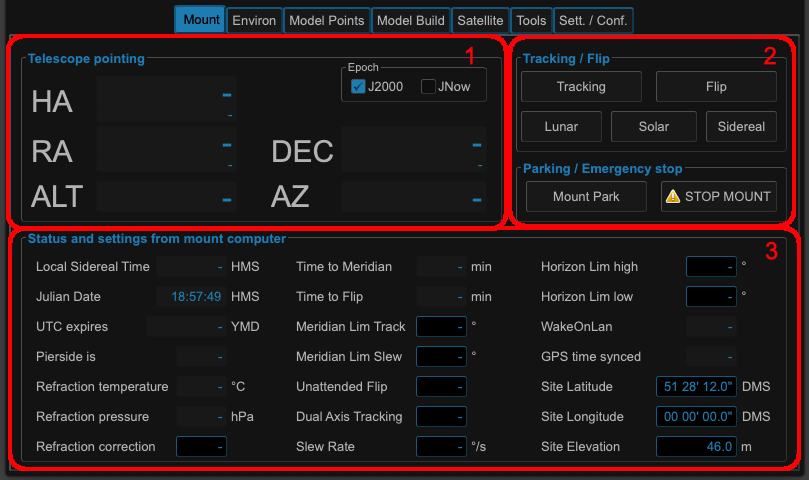 Mount Environ Model Points Model Build Satellite Tools Sett. / Conf.
1
Telescope pointing
Epoch
J2000 JNow
HA -
-
RA - DEC -
- -
ALT - AZ -
2
Tracking / Flip
Tracking Flip
Lunar Solar Sidereal
Parking / Emergency stop
Mount Park STOP MOUNT
3
Status and settings from mount computer
Local Sidereal Time - HMS Time to Meridian - min Horizon Lim high - °
Julian Date 18:57:49 HMS Time to Flip - min Horizon Lim low - °
UTC expires - YMD Meridian Lim Track - ° WakeOnLan -
Pierside is - Meridian Lim Slew - ° GPS time synced -
Refraction temperature - °C Unattended Flip - Site Latitude 51 28' 12.0" DMS
Refraction pressure - hPa Dual Axis Tracking - Site Longitude 00 00' 00.0" DMS
Refraction correction - Slew Rate - °/s Site Elevation 46.0 m